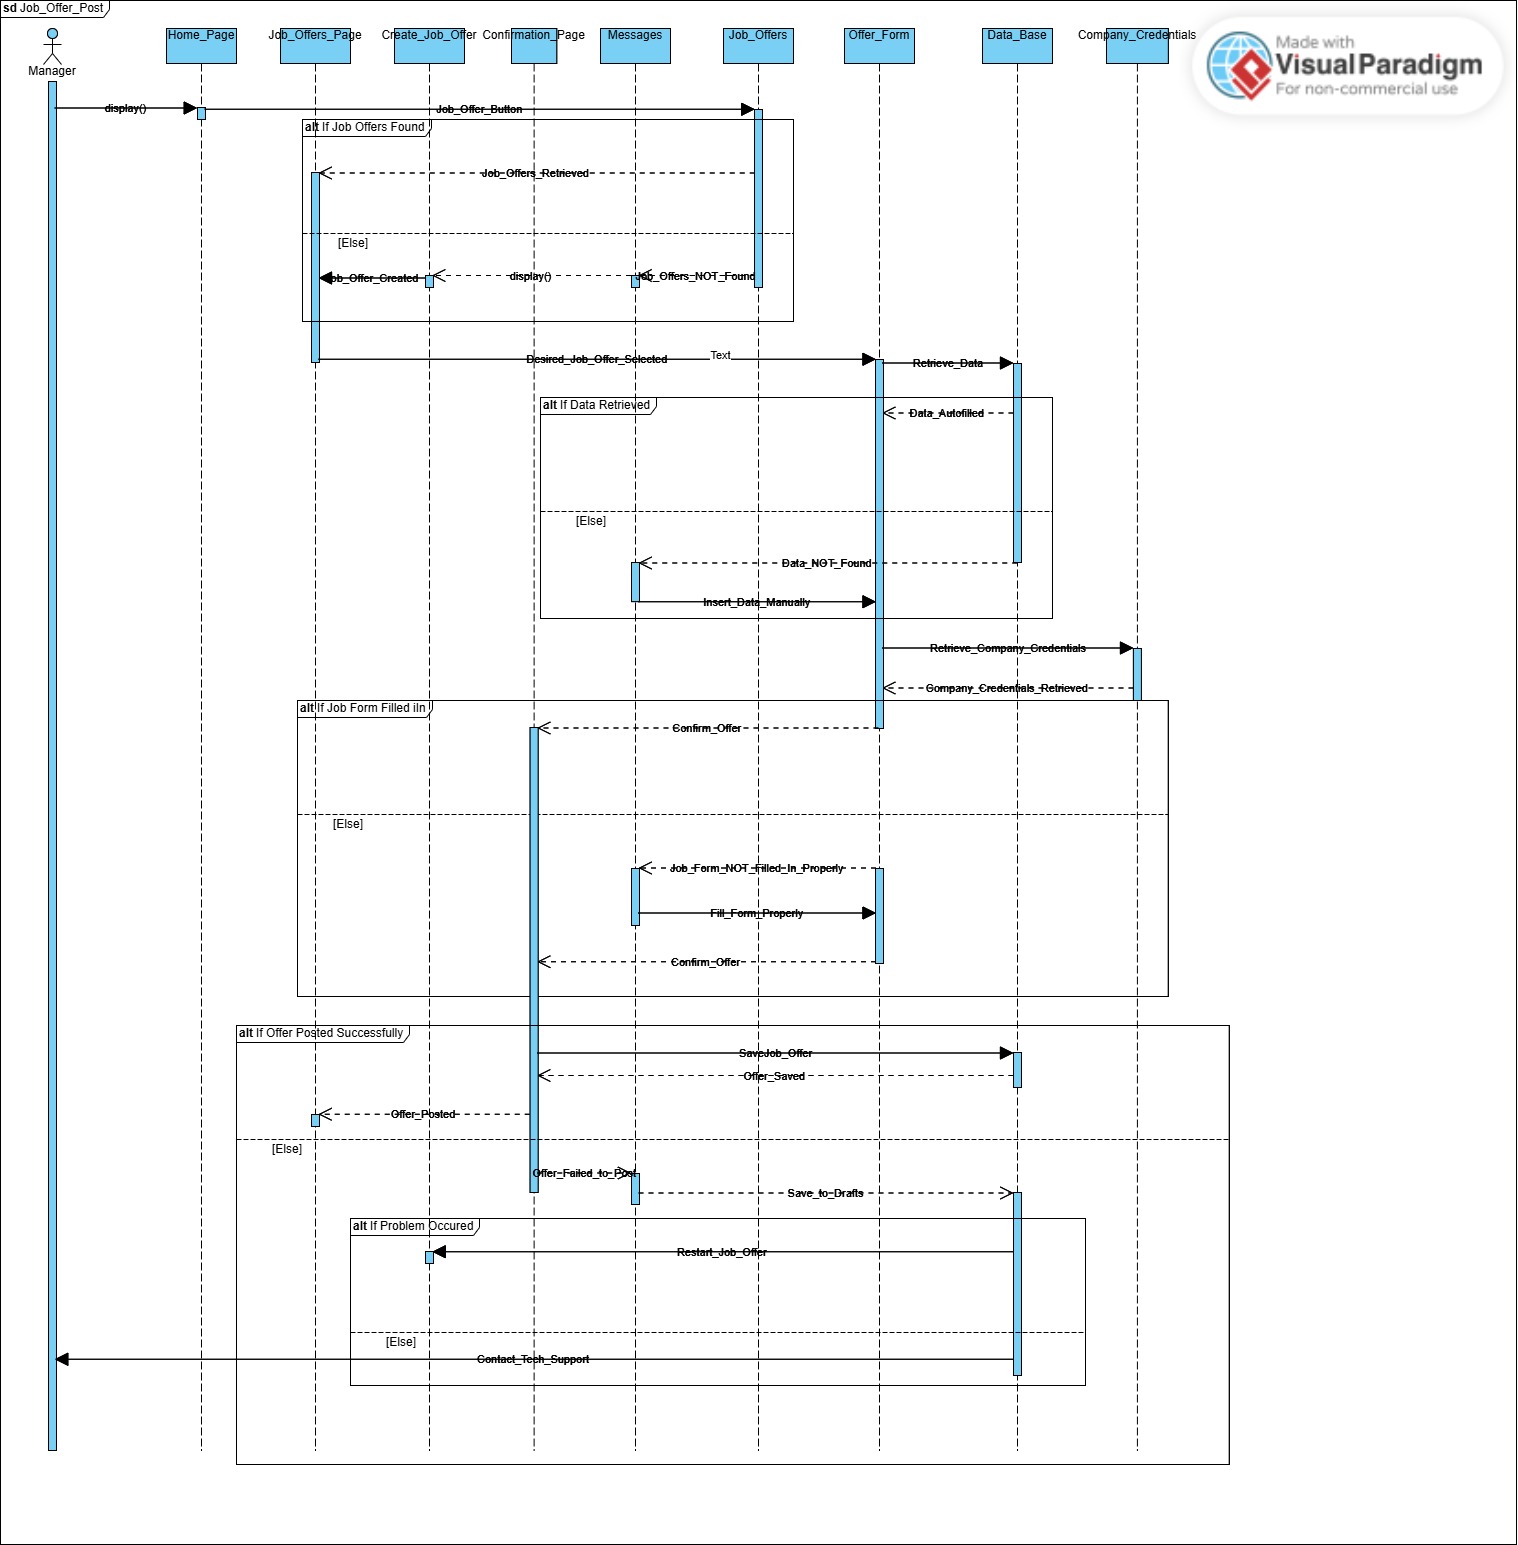 sd Job_Offer_Post
Manager
Home_Page
Job_Offers_Page
Create_Job_Offer
Confirmation_Page
Messages
Job_Offers
Offer_Form
Data_Base
Company_Credentials
Made with
VisualParadigm
For non-commercial use
display()
Job_Offer_Button
alt If Job Offers Found
Job_Offers_Retrieved
[Else]
Job_Offer_Created
display()
Job_Offers_NOT_Found
Desired_Job_Offer_Selected
Text
Retrieve_Data
alt If Data Retrieved
Data_Autofilled
[Else]
Data_NOT_Found
Insert_Data_Manually
Retrieve_Company_Credentials
Company_Credentials_Retrieved
alt If Job Form Filled iIn
Confirm_Offer
[Else]
Job_Form_NOT_Filled_In_Properly
Fill_Form_Properly
Confirm_Offer
alt If Offer Posted Successfully
SaveJob_Offer
Offer_Saved
Offer_Posted
[Else]
Offer_Failed_to_Post
Save_to_Drafts
alt If Problem Occured
Restart_Job_Offer
[Else]
Contact_Tech_Support